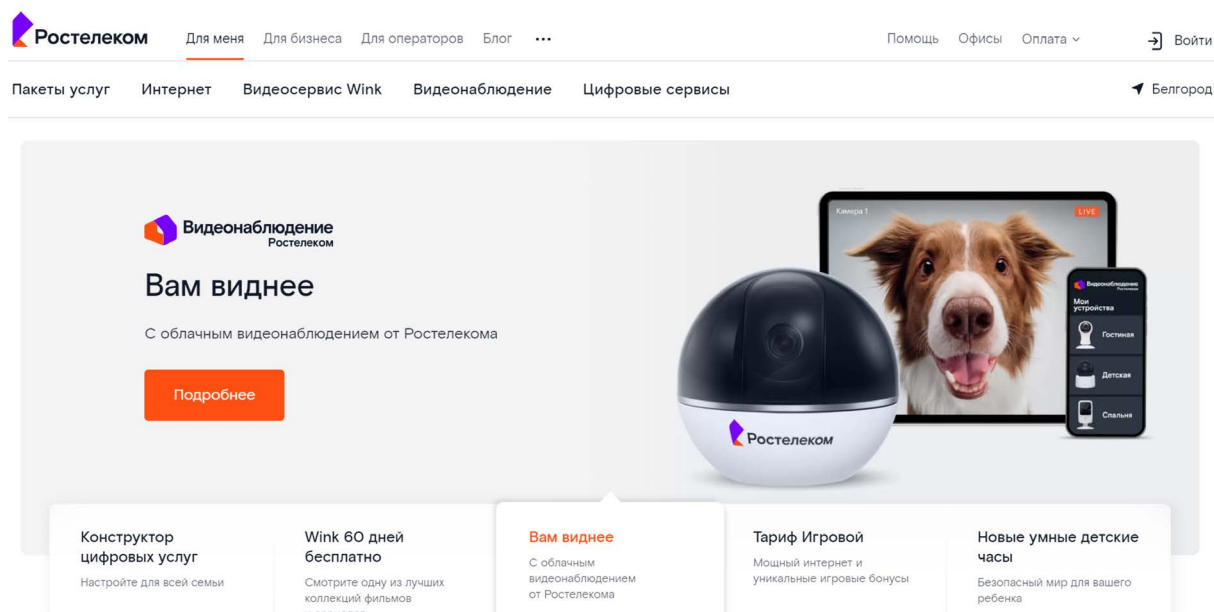 Ростелеком
Для меня Для бизнеса Для операторов Блог ...
Помощь Офисы Оплата
Войти
Пакеты услуг Интернет Видеосервис Wink Видеонаблюдение Цифровые сервисы
Белгород
Видеонаблюдение
Ростелеком
Вам виднее
С облачным видеонаблюдением от Ростелекома
Подробнее
Камера 1
LIVE
Видеонаблюдение
Ростелеком
Мои
устройства
Гостиная
Детская
Спальня
Ростелеком
Конструктор
цифровых услуг
Настройте для всей семьи
Wink 60 дней
бесплатно
Смотрите одну из лучших
коллекций фильмов
Вам виднее
С облачным
видеонаблюдением
от Ростелекома
Тариф Игровой
Мощный интернет и
уникальные игровые бонусы
Новые умные детские
часы
Безопасный мир для вашего
ребенка